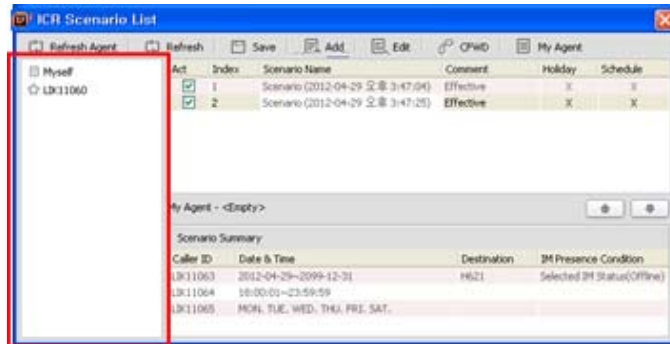 ICR Scenario List
Refresh Agent Refresh Save Add Edit CFWD My Agent
Myself
LIK11060
Act Index Scenario Name Comment Holiday Schedule
1 Scenario (2012-04-29 오후 3:47:04) Effective X X
2 Scenario (2012-04-29 오후 3:47:25) Effective X X
My Agent - <Empty>
Scenario Summary
Caller ID Date & Time Destination IM Presence Condition
LIK11063 2012-04-29~2099-12-31 H621 Selected IM Status(Offline)
LIK11064 18:00:01~23:59:59
LIK11065 MON, TUE, WED, THU, FRI, SAT,